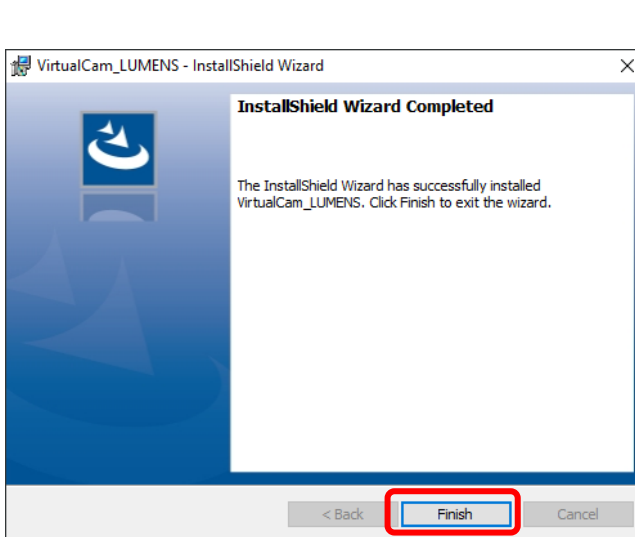 VirtualCam_LUMENS - InstallShield Wizard
InstallShield Wizard Completed
The InstallShield Wizard has successfully installed
VirtualCam_LUMENS. Click Finish to exit the wizard.
< Back Finish Cancel